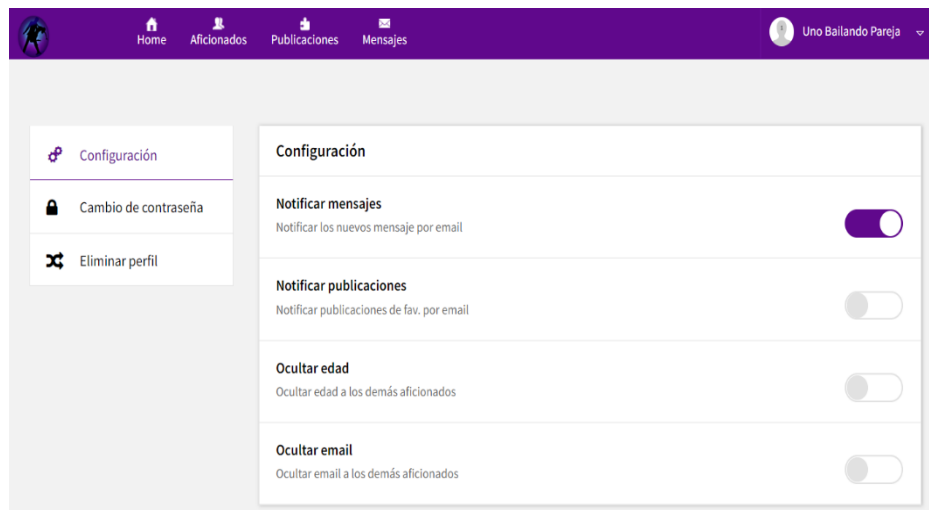 Home
Aficionados
Publicaciones
Mensajes
Uno Bailando Pareja
Configuración
Cambio de contraseña
Eliminar perfil
Configuración
Notificar mensajes
Notificar los nuevos mensaje por email
Notificar publicaciones
Notificar publicaciones de fav. por email
Ocultar edad
Ocultar edad a los demás aficionados
Ocultar email
Ocultar email a los demás aficionados